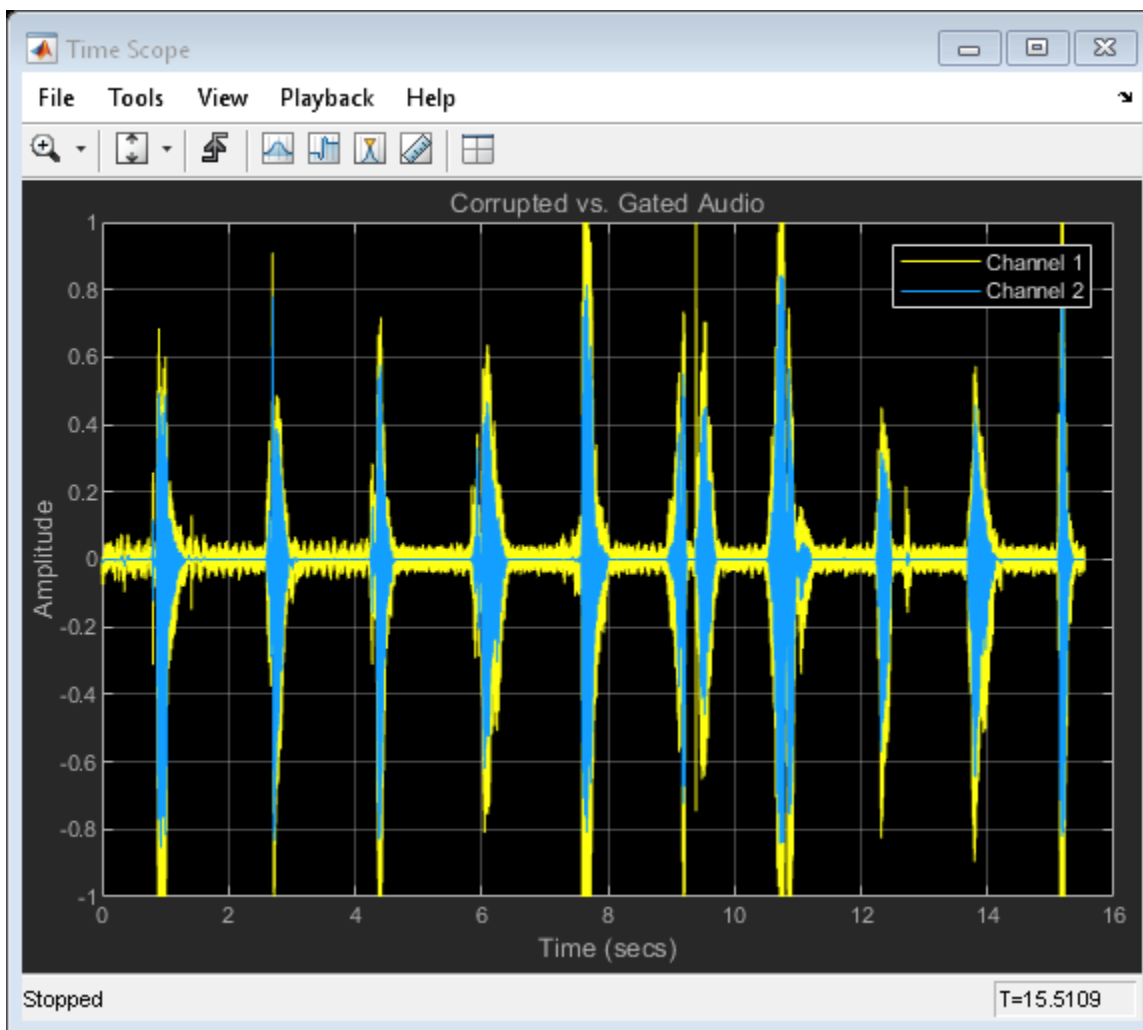 Time Scope
File Tools View Playback Help
Corrupted vs. Gated Audio
Channel 1
Channel 2
1
0.8
0.6
0.4
0.2
0
-0.2
-0.4
-0.6
-0.8
-1
Amplitude
0 2 4 6 8 10 12 14 16
Time (secs)
Stopped T=15.5109